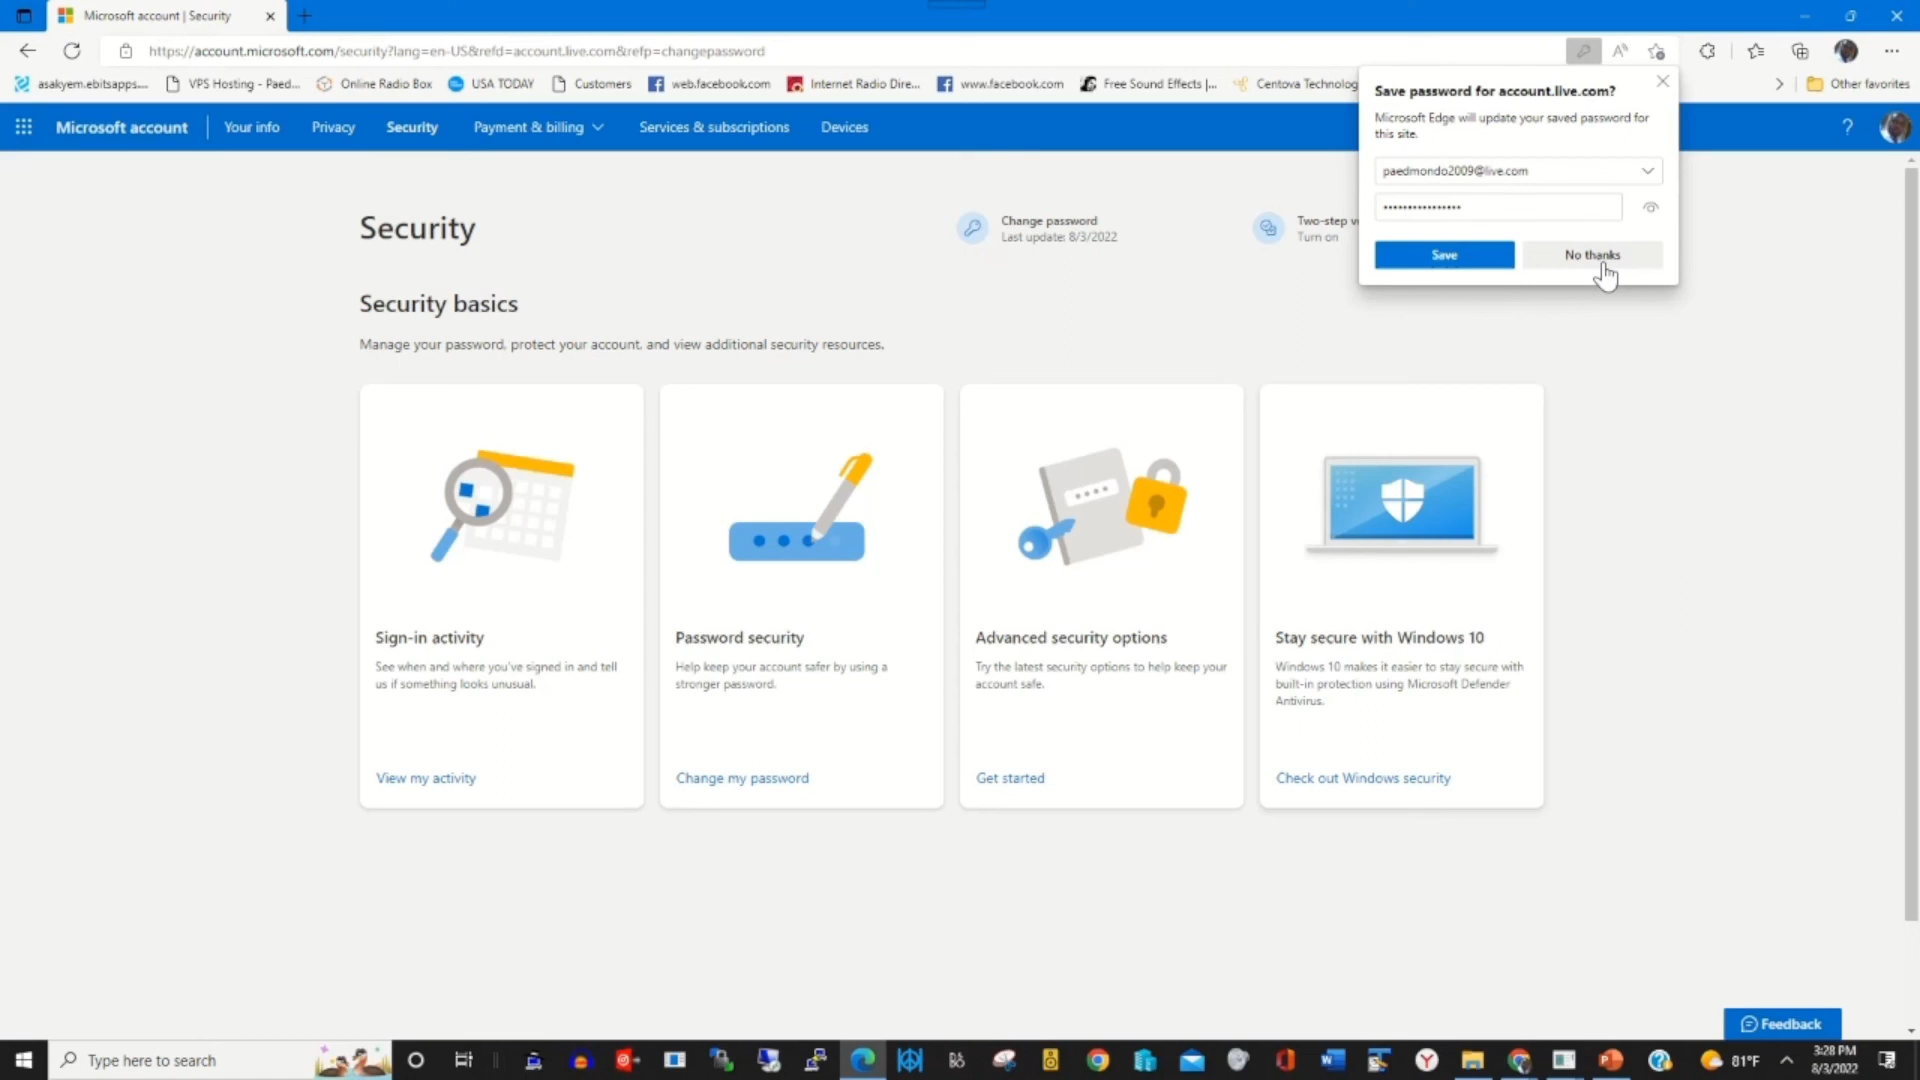 Microsoft account | Security
https://account.microsoft.com/security?lang=en-US&refd=account.live.com&refp=changepassword
asakyem.ebitsapps...
VPS Hosting - Paed...
Online Radio Box
USA TODAY
Customers
web.facebook.com
Internet Radio Dire...
www.facebook.com
Free Sound Effects |...
Centova Technolog
Other favorites
Microsoft account
Your info
Privacy
Security
Payment & billing
Services & subscriptions
Devices
?
Save password for account.live.com?
Microsoft Edge will update your saved password for
this site.
paedmondo2009@live.com
••••••••••••••••
Save
No thanks
Security
Change password
Last update: 8/3/2022
Two-step v
Turn on
Security basics
Manage your password, protect your account, and view additional security resources.
Sign-in activity
See when and where you've signed in and tell
us if something looks unusual.
View my activity
Password security
Help keep your account safer by using a
stronger password.
Change my password
Advanced security options
Try the latest security options to help keep your
account safe.
Get started
Stay secure with Windows 10
Windows 10 makes it easier to stay secure with
built-in protection using Microsoft Defender
Antivirus.
Check out Windows security
Feedback
Type here to search
81°F
3:28 PM
8/3/2022